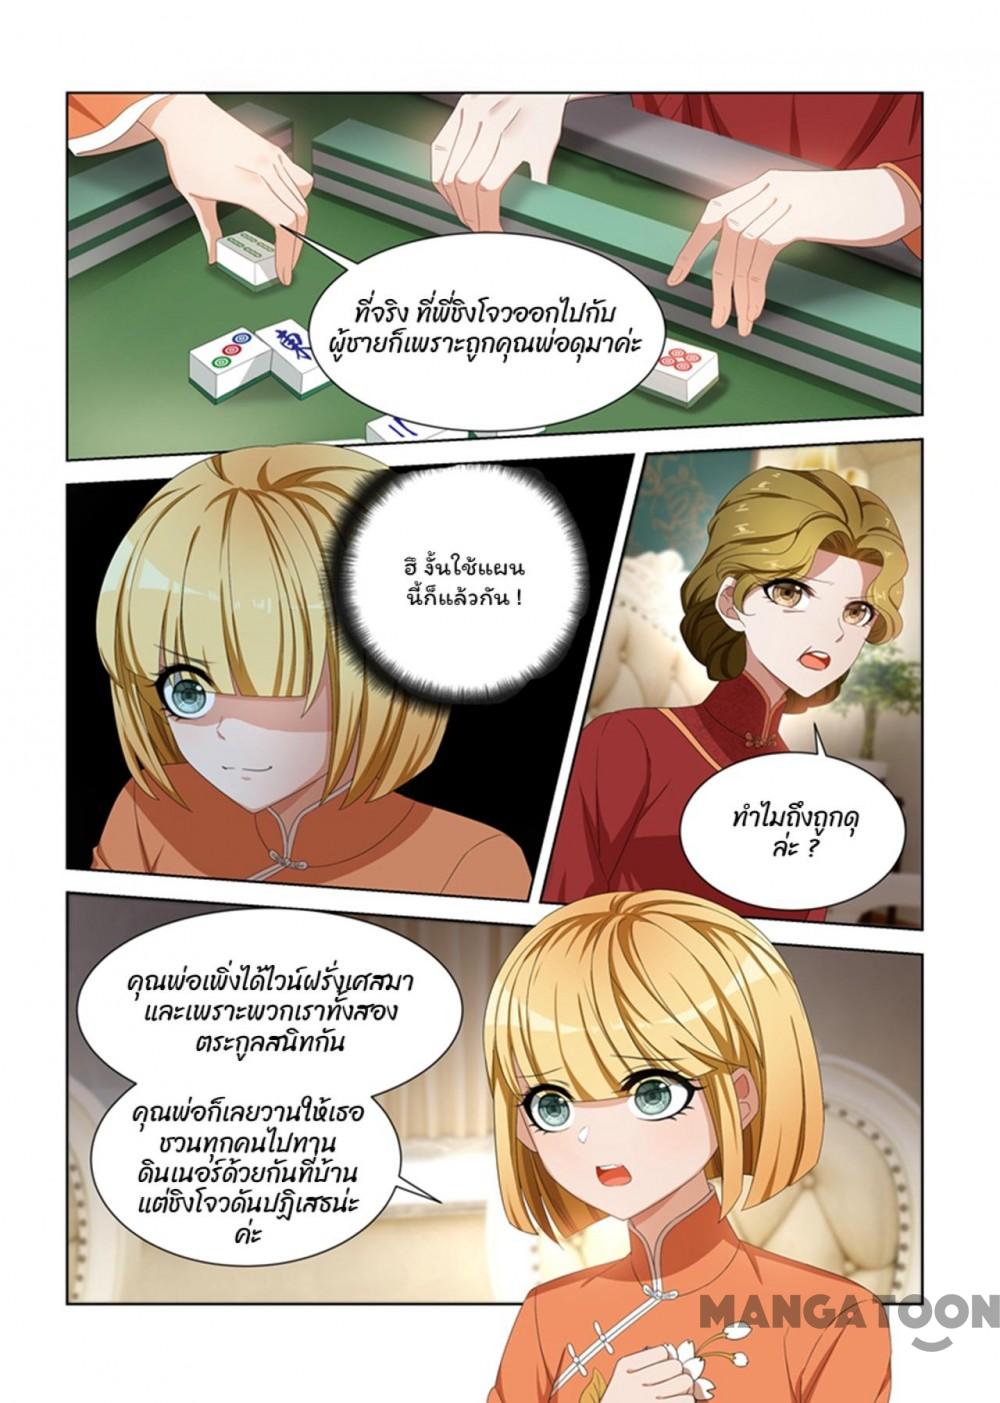 ที่จริง ที่พี่ชิงโจวออกไปกับ
ผู้ชายก็เพราะถูกคุณพ่อดุมาค่ะ
ฮึ งั้นใช้แผน
นี้ก็แล้วกัน !
ทำไมถึงถูกดุ
ล่ะ ?
คุณพ่อเพิ่งได้ไวน์ฝรั่งเศสมา
และเพราะพวกเราทั้งสอง
ตระกูลสนิทกัน
คุณพ่อก็เลยวานให้เธอ
ชวนทุกคนไปทาน
ดินเนอร์ด้วยกันที่บ้าน
แต่ชิงโจวดันปฏิเสธน่ะ
ค่ะ
MANGATOON